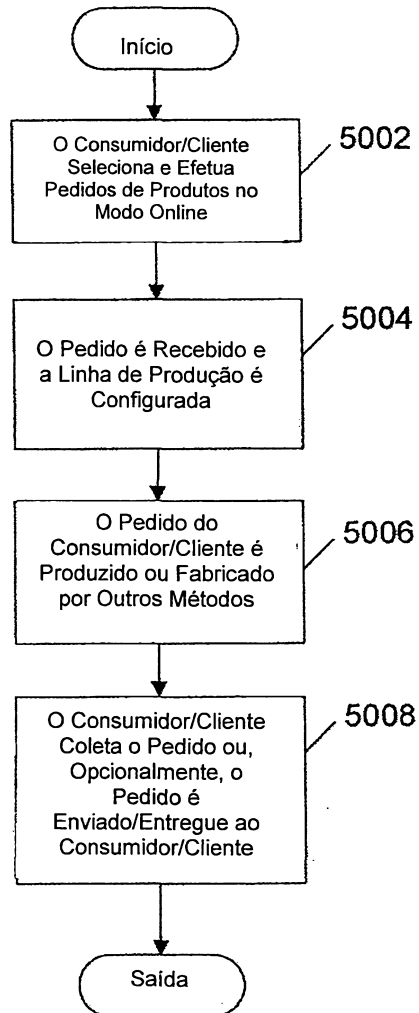 Início
O Consumidor/Cliente
Seleciona e Efetua
Pedidos de Produtos no
Modo Online
5002
O Pedido é Recebido e
a Linha de Produção é
Configurada
5004
O Pedido do
Consumidor/Cliente é
Produzido ou Fabricado
por Outros Métodos
5006
O Consumidor/Cliente
Coleta o Pedido ou,
Opcionalmente, o
Pedido é
Enviado/Entregue ao
Consumidor/Cliente
5008
Saída